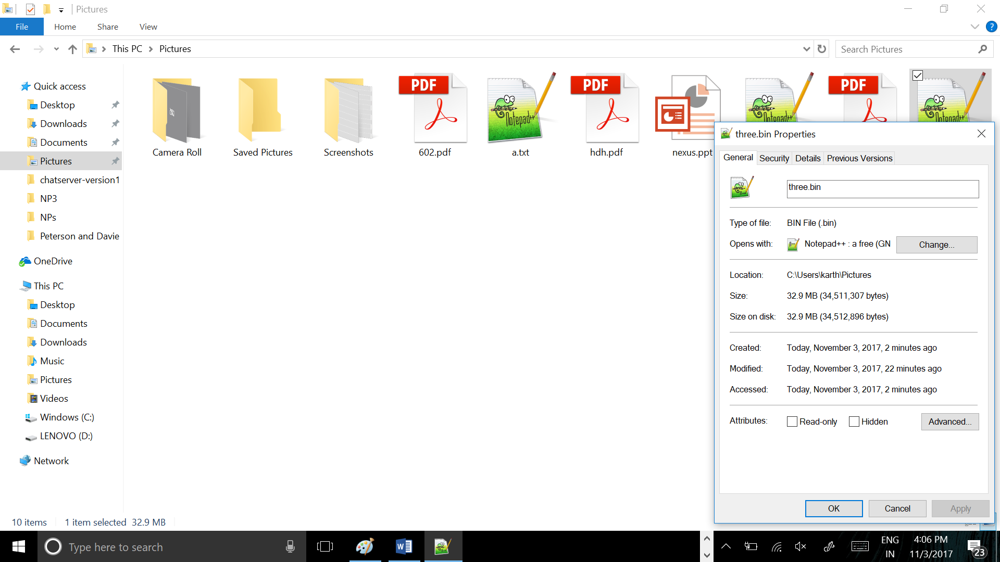 Pictures
File Home Share View
This PC Pictures
Search Pictures
Quick access
Desktop
Downloads
Documents
Pictures
chatserver-version1
NP3
NPs
Peterson and Davie
OneDrive
This PC
Desktop
Documents
Downloads
Music
Pictures
Videos
Windows (C:)
LENOVO (D:)
Network
PDF
Notepad++
PDF
Notepad++
PDF
Notepad++
Camera Roll
Saved Pictures
Screenshots
602.pdf
a.txt
hdh.pdf
nexus.ppt
three.bin Properties
General Security Details Previous Versions
three.bin
Type of file: BIN File (.bin)
Opens with: Notepad++ : a free (GN Change...
Location: C:\Users\karth\Pictures
Size: 32.9 MB (34,511,307 bytes)
Size on disk: 32.9 MB (34,512,896 bytes)
Created: Today, November 3, 2017, 2 minutes ago
Modified: Today, November 3, 2017, 22 minutes ago
Accessed: Today, November 3, 2017, 2 minutes ago
Attributes: Read-only Hidden Advanced...
OK Cancel Apply
10 items 1 item selected 32.9 MB
Type here to search
ENG
IN
4:06 PM
11/3/2017
23